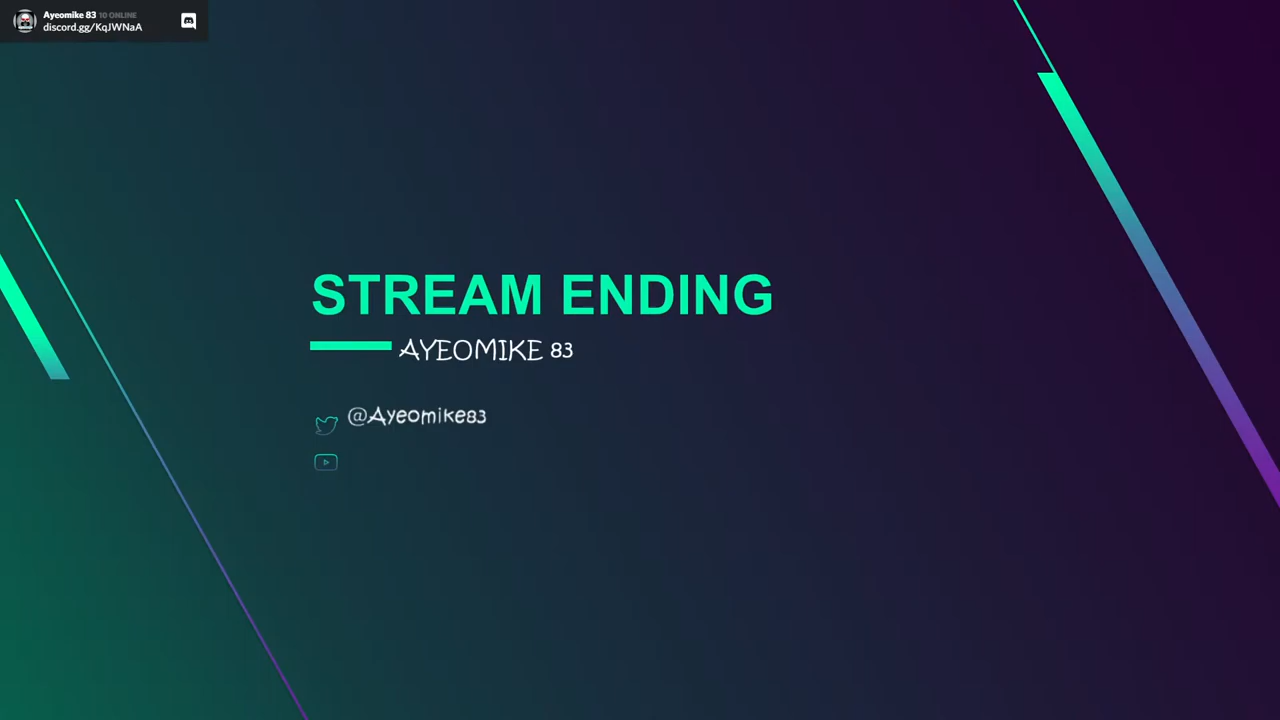 Ayeomike 83 10 ONLINE
discord.gg/KqJWNaA
STREAM ENDING
AYEOMIKE 83
@Ayeomike83